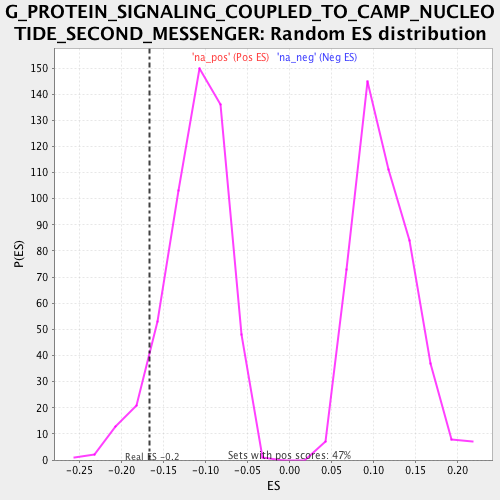 G_PROTEIN_SIGNALING_COUPLED_TO_CAMP_NUCLEO
TIDE_SECOND_MESSENGER: Random ES distribution
'na_pos' (Pos ES) 'na_neg' (Neg ES)
150
140
130
120
110
100
90
80
70
60
50
40
30
20
10
0
P(ES)
Real ES -0.2
Sets with pos scores: 47%
-0.25 -0.20 -0.15 -0.10 -0.05 0.00 0.05 0.10 0.15 0.20
ES